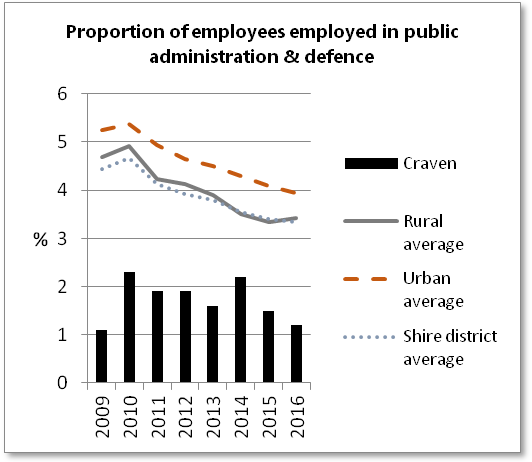 Proportion of employees employed in public
administration & defence
6
5
4
3
2
1
0
%
2009
2010
2011
2012
2013
2014
2015
2016
Craven
Rural
average
Urban
average
Shire district
average